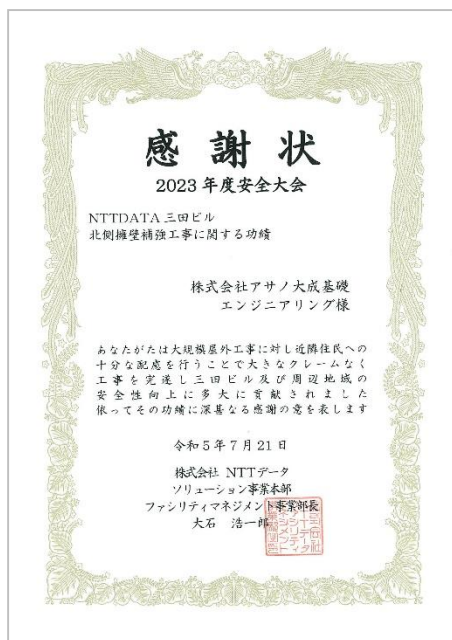 感謝状
2023年度安全大会
NTTDATA 三田ビル
北側擁壁補強工事に関する功績
株式会社アサノ大成基礎
エンジニアリング様
あなたがたは大規模屋外工事に対し近隣住民への
十分な配慮を行うことで大きなクレームなく
工事を完遂し三田ビル及び周辺地域の
安全性向上に多大に貢献されました
依ってその功績に深甚なる感謝の意を表します
令和5年7月21日
株式会社 NTTデータ
ソリューション事業本部
ファシリティマネジメント事業部長
大石 浩一郎